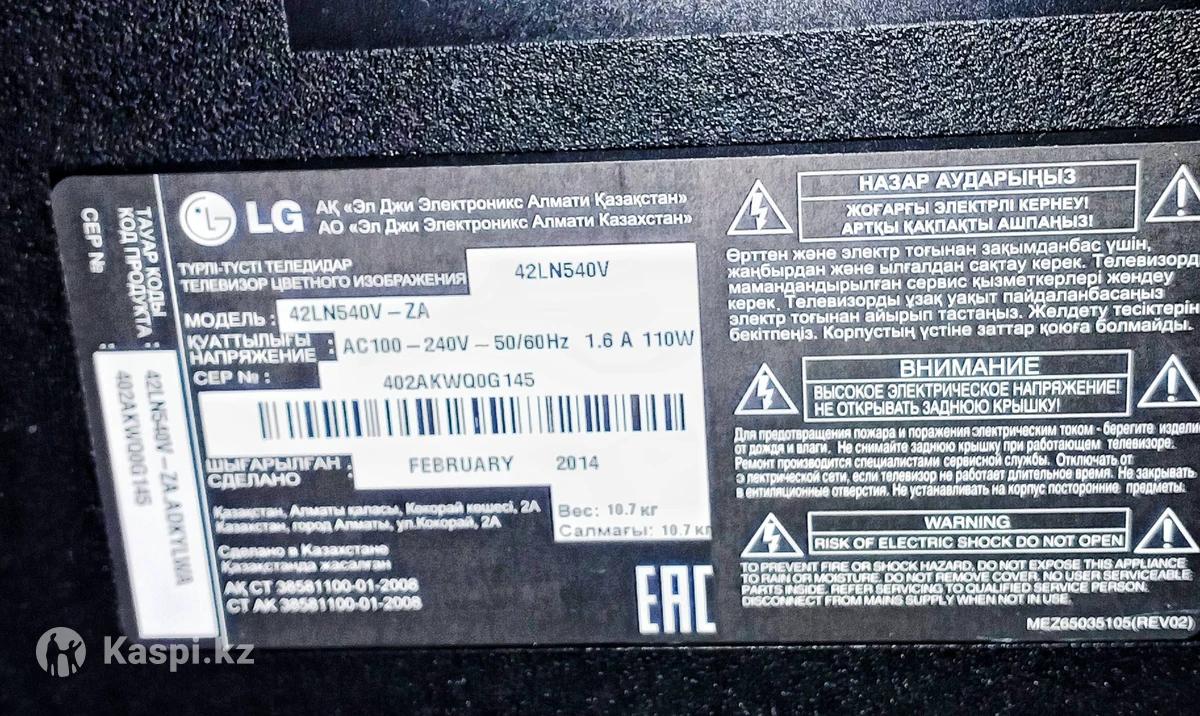 ТАУАР КОДЫ
КОД ПРОДУКТА :
СЕР № :
42LN540V – ZA.ADKYLWA
402AKWQ0G145
LG
АҚ «Эл Джи Электроникс Алмати Қазақстан»
АО «Эл Джи Электроникс Алмати Казахстан»
ТҮРЛІ-ТҮСТІ ТЕЛЕДИДАР
ТЕЛЕВИЗОР ЦВЕТНОГО ИЗОБРАЖЕНИЯ
42LN540V
МОДЕЛЬ : 42LN540V – ZA
ҚУАТТЫЛЫҒЫ
НАПРЯЖЕНИЕ : AC100 – 240V – 50/60Hz 1.6 A 110W
СЕР № : 402AKWQ0G145
ШЫҒАРЫЛҒАН :
СДЕЛАНО
FEBRUARY 2014
Қазақстан, Алматы қаласы, Көкорай көшесі, 2А
Казахстан, город Алматы, ул.Кокорай, 2А
Вес: 10.7 кг
Салмағы: 10.7 кг
Сделано в Казахстане
Қазақстанда жасалған
АҚ СТ 38581100-01-2008
СТ АҚ 38581100-01-2008
EAC
НАЗАР АУДАРЫҢЫЗ
ЖОҒАРҒЫ ЭЛЕКТРЛІ КЕРНЕУ!
АРТҚЫ ҚАҚПАҚТЫ АШПАҢЫЗ!
Өрттен және электр тоғынан зақымданбас үшін,
жаңбырдан және ылғалдан сақтау керек. Телевизорды
мамандандырылған сервис қызметкерлері жөндеу
керек. Телевизорды ұзақ уақыт пайдаланбасаңыз
электр тоғынан айырып тастаңыз. Желдету тесіктерін
бекітпеңіз. Корпустың үстіне заттар қоюға болмайды.
ВНИМАНИЕ
ВЫСОКОЕ ЭЛЕКТРИЧЕСКОЕ НАПРЯЖЕНИЕ!
НЕ ОТКРЫВАТЬ ЗАДНЮЮ КРЫШКУ!
Для предотвращения пожара и поражения электрическим током - берегите изделие
от дождя и влаги. Не снимайте заднюю крышку при работающем телевизоре.
Ремонт производится специалистами сервисной службы. Отключать от
электрической сети, если телевизор не работает длительное время. Не закрывать
вентиляционные отверстия. Не устанавливать на корпус посторонние предметы.
WARNING
RISK OF ELECTRIC SHOCK DO NOT OPEN
TO PREVENT FIRE OR SHOCK HAZARD, DO NOT EXPOSE THIS APPLIANCE
TO RAIN OR MOISTURE. DO NOT REMOVE COVER. NO USER SERVICEABLE
PARTS INSIDE. REFER SERVICING TO QUALIFIED SERVICE PERSON.
DISCONNECT FROM MAINS SUPPLY WHEN NOT IN USE.
MEZ65035105(REV02)
Kaspi.kz